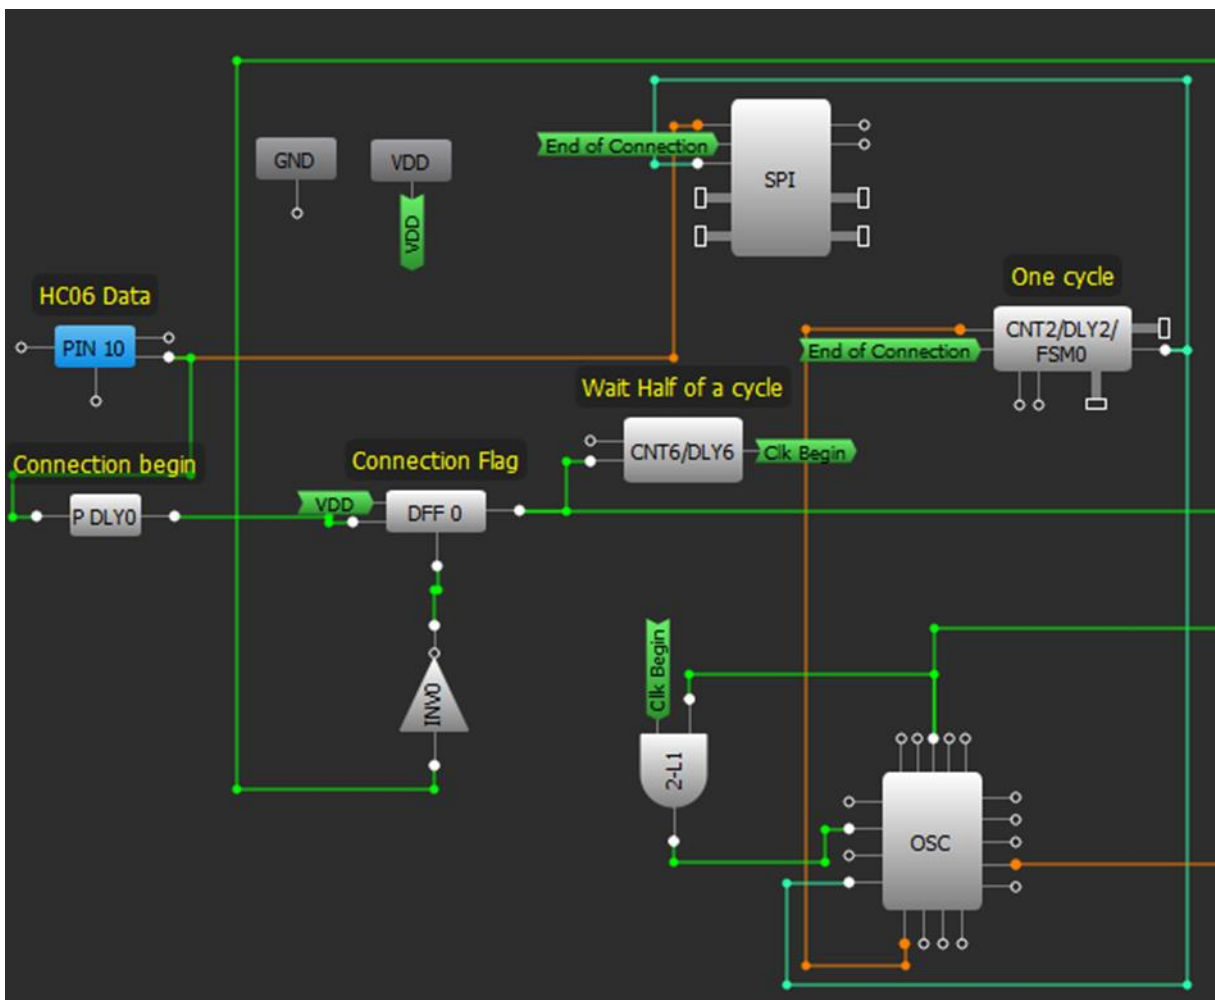 End of Connection
SPI
GND
VDD
VDD
HC06 Data
PIN 10
One cycle
CNT2/DLY2/
FSM0
End of Connection
Wait Half of a cycle
CNT6/DLY6
Clk Begin
Connection begin
P DLY0
Connection Flag
VDD
DFF 0
INV0
Clk Begin
2-L1
OSC